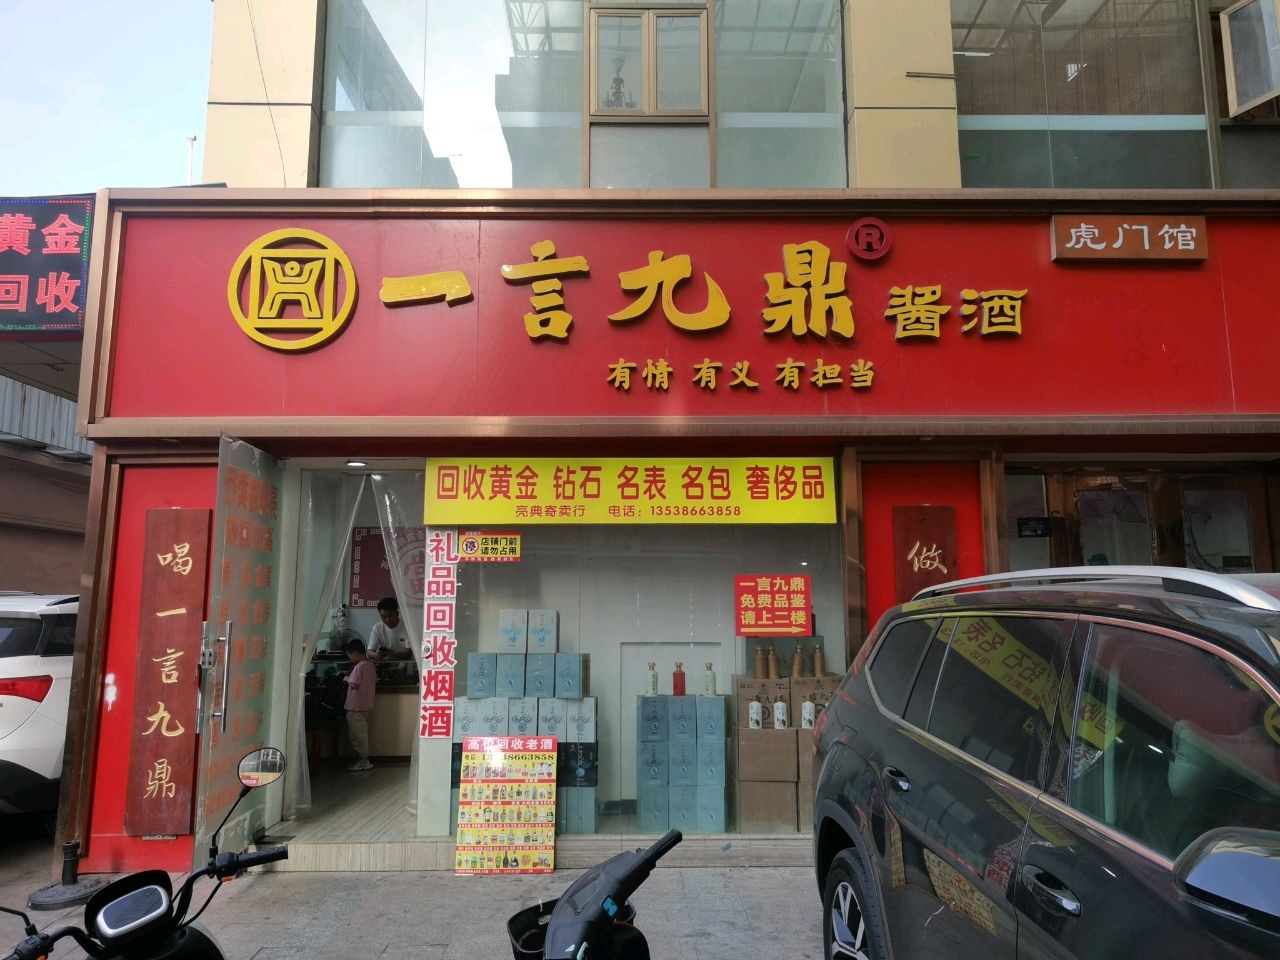 黄金
回收
一言九鼎
®
酱酒
虎门馆
有情 有义 有担当
回收黄金 钻石 名表 名包 奢侈品
亮典寄卖行 电话：13538663858
停
店铺门前
请勿占用
礼品回收烟酒
一言九鼎
免费品鉴
请上二楼
喝一言九鼎
做
高价回收老酒